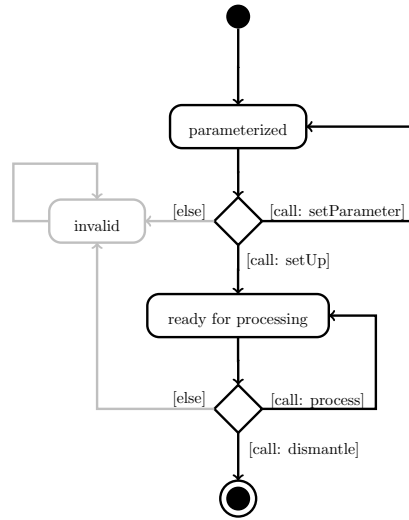 parameterized
[else]
[call: setParameter]
invalid
[call: setUp]
ready for processing
[else]
[call: process]
[call: dismantle]